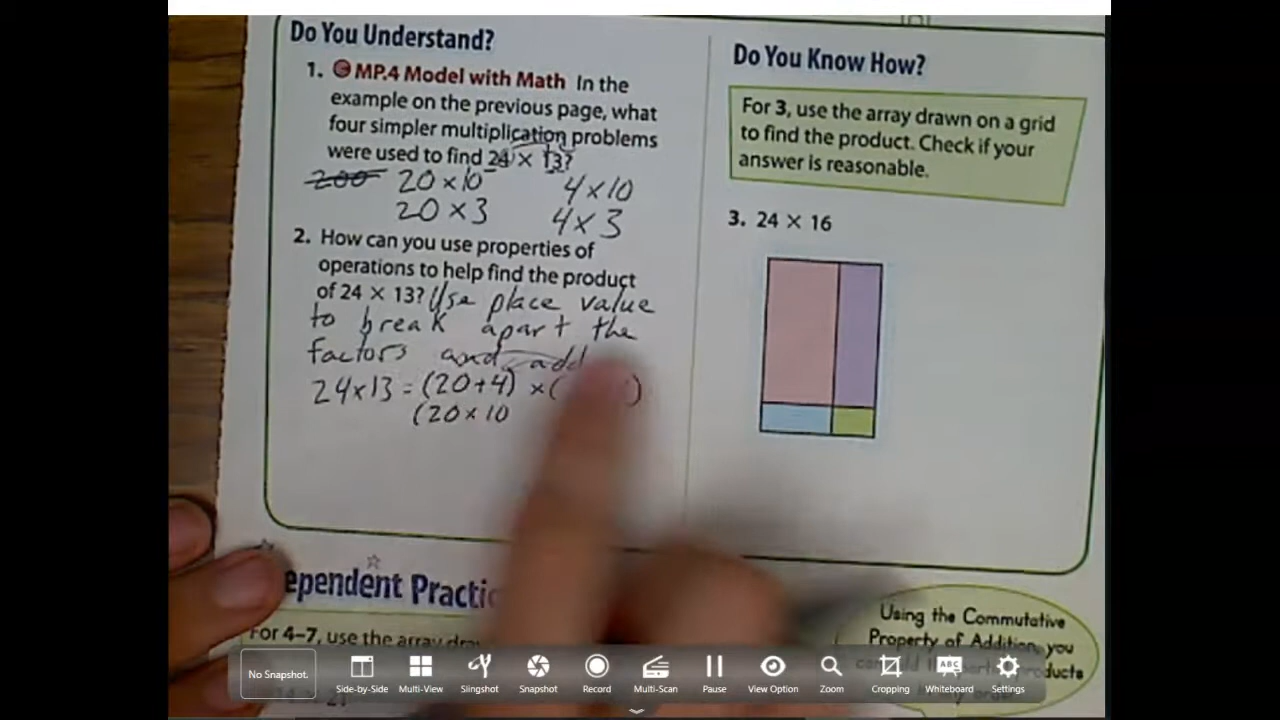 Do You Understand?
1. MP.4 Model with Math In the
example on the previous page, what
four simpler multiplication problems
were used to find 24 × 13?
200 20 × 10 4 × 10
20 × 3 4 × 3
2. How can you use properties of
operations to help find the product
of 24 × 13? Use place value
to break apart the
factors and add
24 × 13 = (20 + 4) × ( )
(20 × 10
Do You Know How?
For 3, use the array drawn on a grid
to find the product. Check if your
answer is reasonable.
3. 24 × 16
ependent Practic
For 4–7, use the array
Using the Commutative
Property of Addition, you
No Snapshot.
Side-by-Side
Multi-View
Slingshot
Snapshot
Record
Multi-Scan
Pause
View Option
Zoom
Cropping
ABC
Whiteboard
Settings